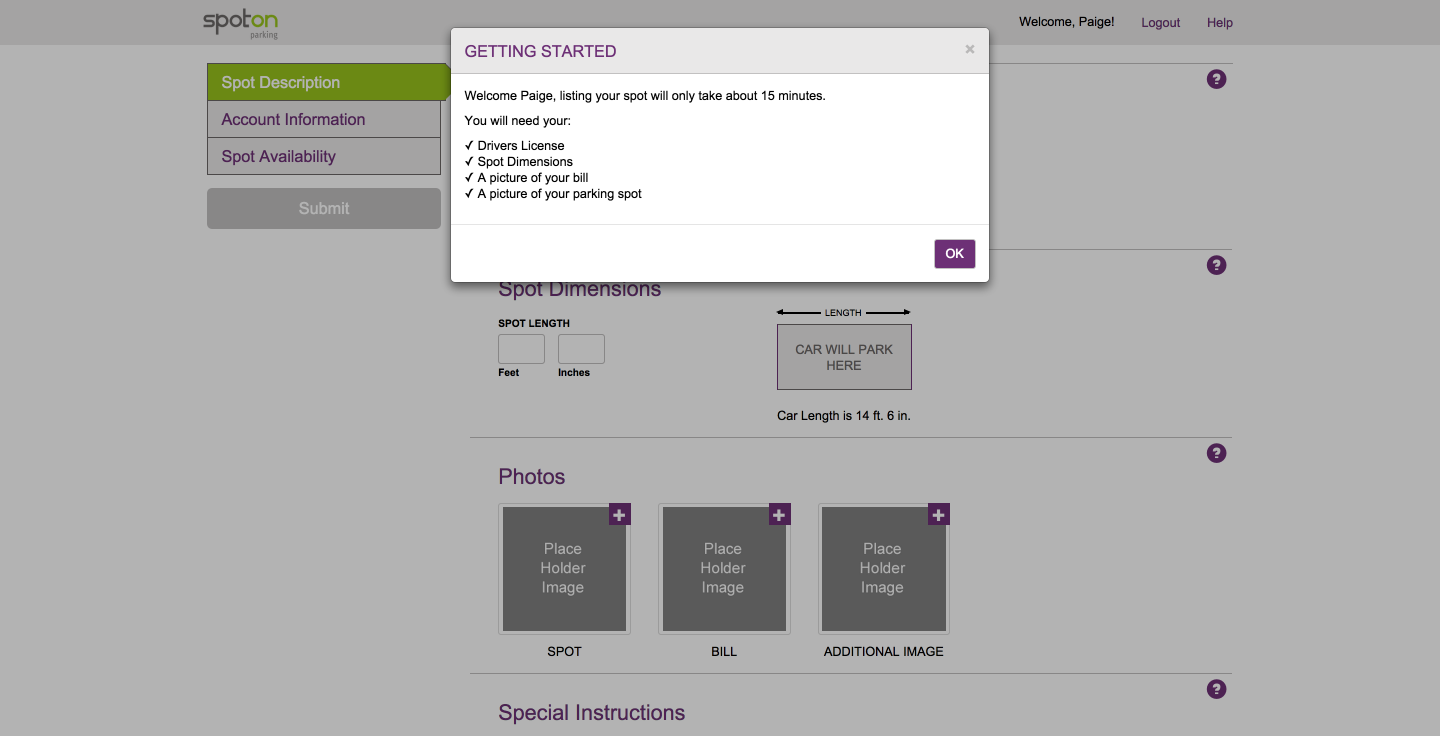 spoton
parking
Welcome, Paige!
Logout
Help
GETTING STARTED
×
Welcome Paige, listing your spot will only take about 15 minutes.
You will need your:
✓ Drivers License
✓ Spot Dimensions
✓ A picture of your bill
✓ A picture of your parking spot
OK
Spot Description
Account Information
Spot Availability
Submit
?
?
Spot Dimensions
SPOT LENGTH
Feet
Inches
LENGTH
CAR WILL PARK
HERE
Car Length is 14 ft. 6 in.
?
Photos
+
Place
Holder
Image
SPOT
+
Place
Holder
Image
BILL
+
Place
Holder
Image
ADDITIONAL IMAGE
?
Special Instructions